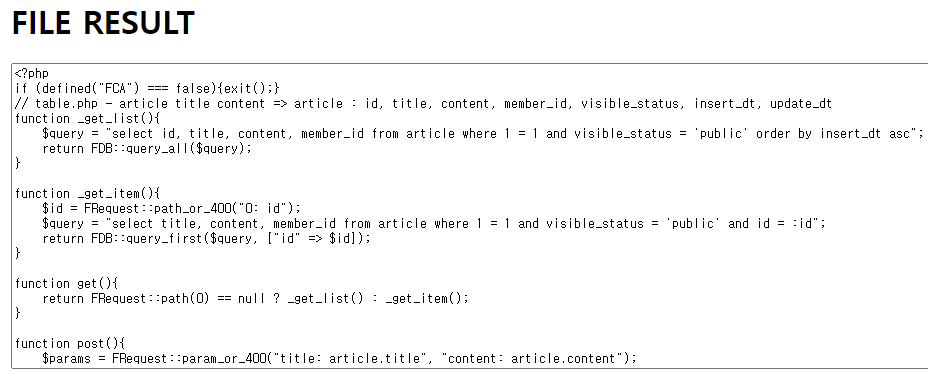 FILE RESULT
<?php
if (defined("FCA") === false){exit();}
// table.php - article title content => article : id, title, content, member_id, visible_status, insert_dt, update_dt
function _get_list(){
    $query = "select id, title, content, member_id from article where 1 = 1 and visible_status = 'public' order by insert_dt asc";
    return FDB::query_all($query);
}

function _get_item(){
    $id = FRequest::path_or_400("0: id");
    $query = "select title, content, member_id from article where 1 = 1 and visible_status = 'public' and id = :id";
    return FDB::query_first($query, ["id" => $id]);
}

function get(){
    return FRequest::path(0) == null ? _get_list() : _get_item();
}

function post(){
    $params = FRequest::param_or_400("title: article.title", "content: article.content");